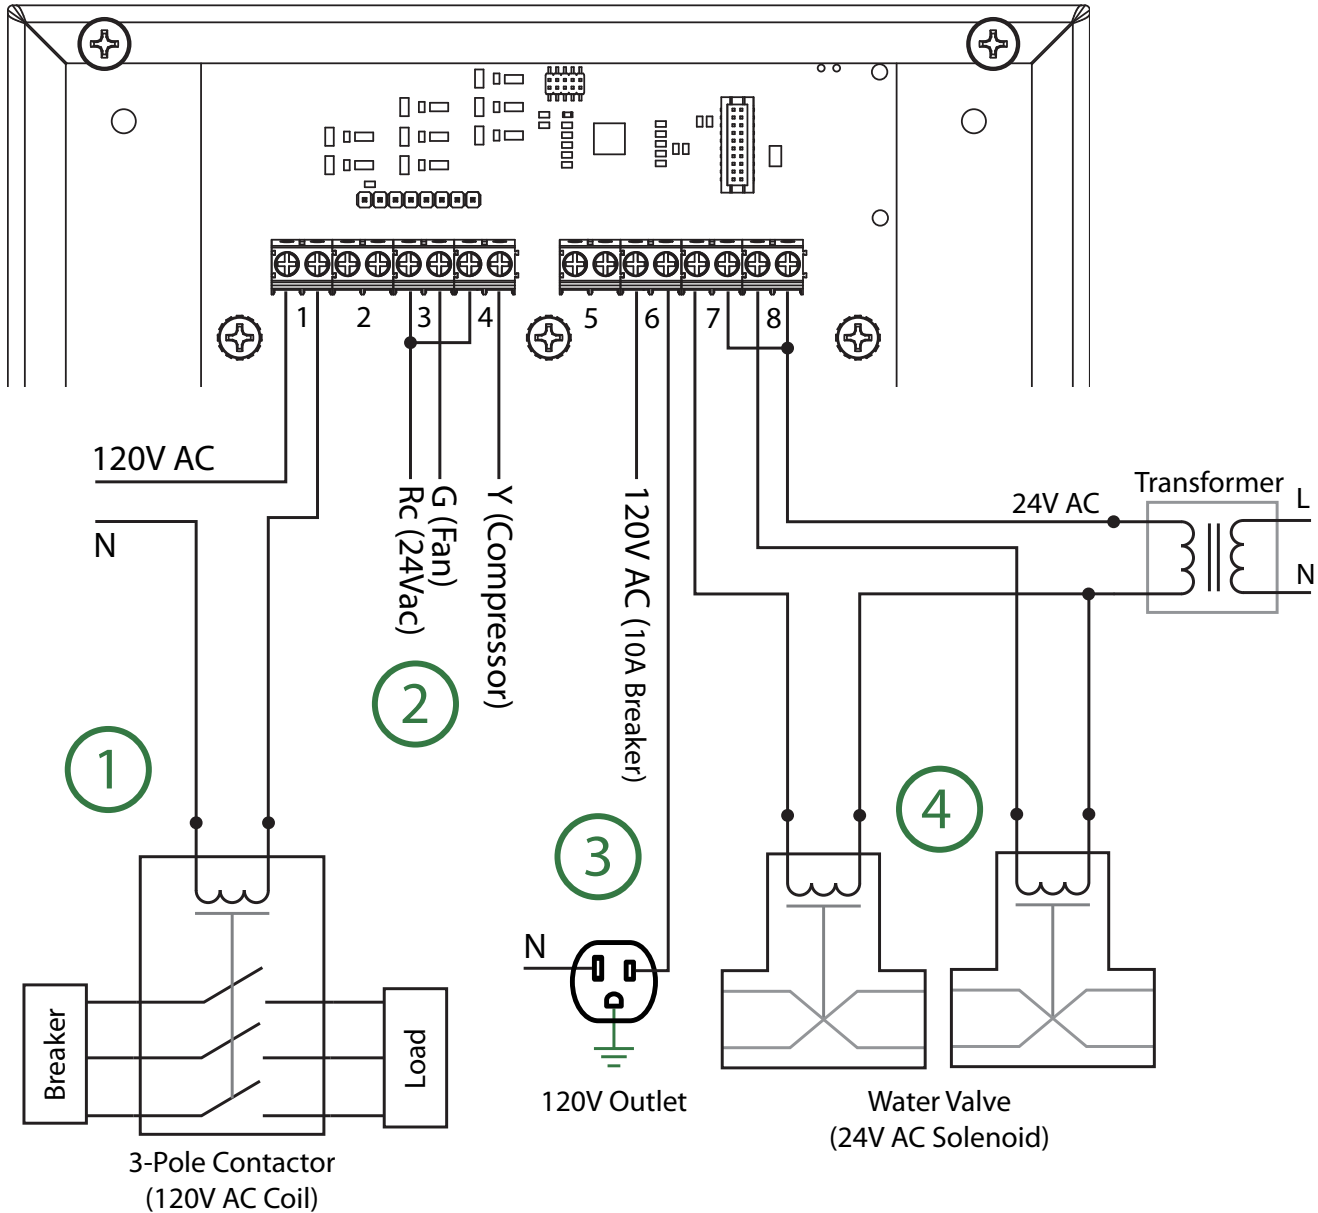 1
2
3
4
5
6
7
8
120V AC
N
Rc (24Vac)
G (Fan)
Y (Compressor)
120V AC (10A Breaker)
24V AC
Transformer
L
N
1
2
3
4
Breaker
Load
N
3-Pole Contactor
(120V AC Coil)
120V Outlet
Water Valve
(24V AC Solenoid)